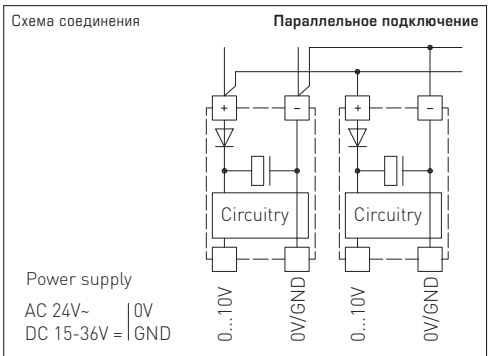 Схема соединения
Параллельное подключение
+ − + −
Circuitry
Circuitry
Power supply
AC 24V~ 0V
DC 15-36V = GND
0...10V
0V/GND
0...10V
0V/GND